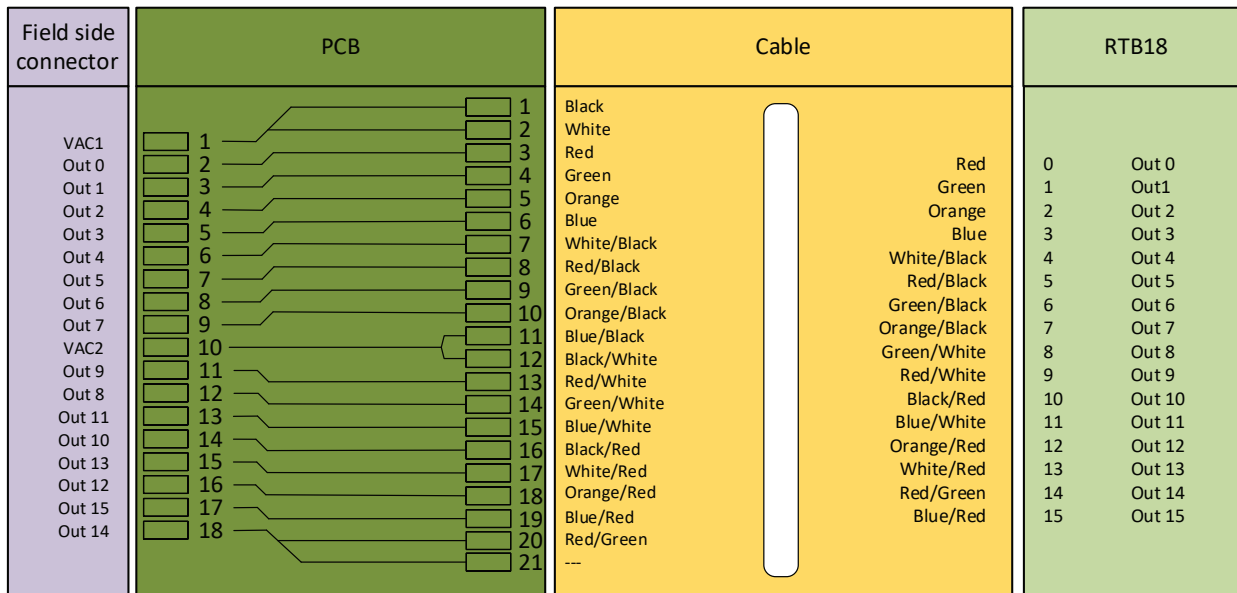 Field side
connector
PCB
Cable
RTB18
VAC1
Out 0
Out 1
Out 2
Out 3
Out 4
Out 5
Out 6
Out 7
VAC2
Out 9
Out 8
Out 11
Out 10
Out 13
Out 12
Out 15
Out 14
1
2
3
4
5
6
7
8
9
10
11
12
13
14
15
16
17
18
1
2
3
4
5
6
7
8
9
10
11
12
13
14
15
16
17
18
19
20
21
Black
White
Red
Green
Orange
Blue
White/Black
Red/Black
Green/Black
Orange/Black
Blue/Black
Black/White
Red/White
Green/White
Blue/White
Black/Red
White/Red
Orange/Red
Blue/Red
Red/Green
---
Red
Green
Orange
Blue
White/Black
Red/Black
Green/Black
Orange/Black
Green/White
Red/White
Black/Red
Blue/White
Orange/Red
White/Red
Red/Green
Blue/Red
0 Out 0
1 Out1
2 Out 2
3 Out 3
4 Out 4
5 Out 5
6 Out 6
7 Out 7
8 Out 8
9 Out 9
10 Out 10
11 Out 11
12 Out 12
13 Out 13
14 Out 14
15 Out 15